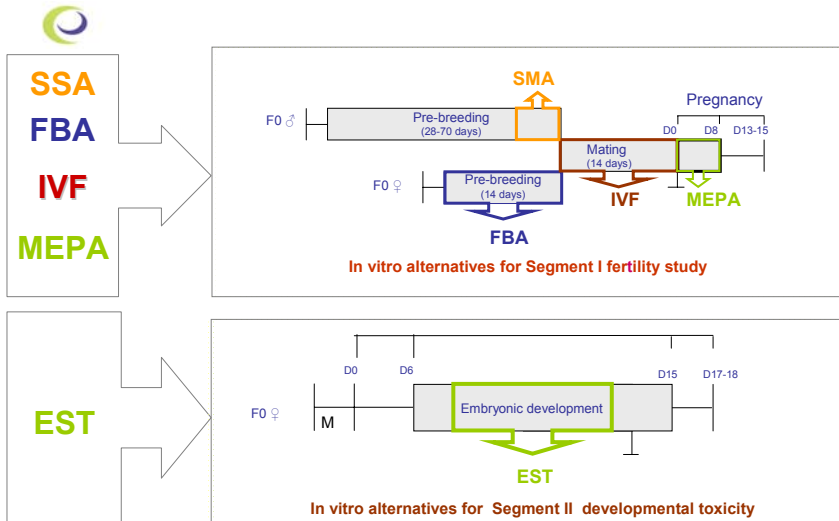 SSA
FBA
IVF
MEPA
SMA
F0 ♂
Pre-breeding
(28-70 days)
Pregnancy
D0
D8
D13-15
Mating
(14 days)
F0 ♀
Pre-breeding
(14 days)
IVF
MEPA
FBA
In vitro alternatives for Segment I fertility study
EST
D0
D6
D15
D17-18
F0 ♀
M
Embryonic development
EST
In vitro alternatives for Segment II developmental toxicity